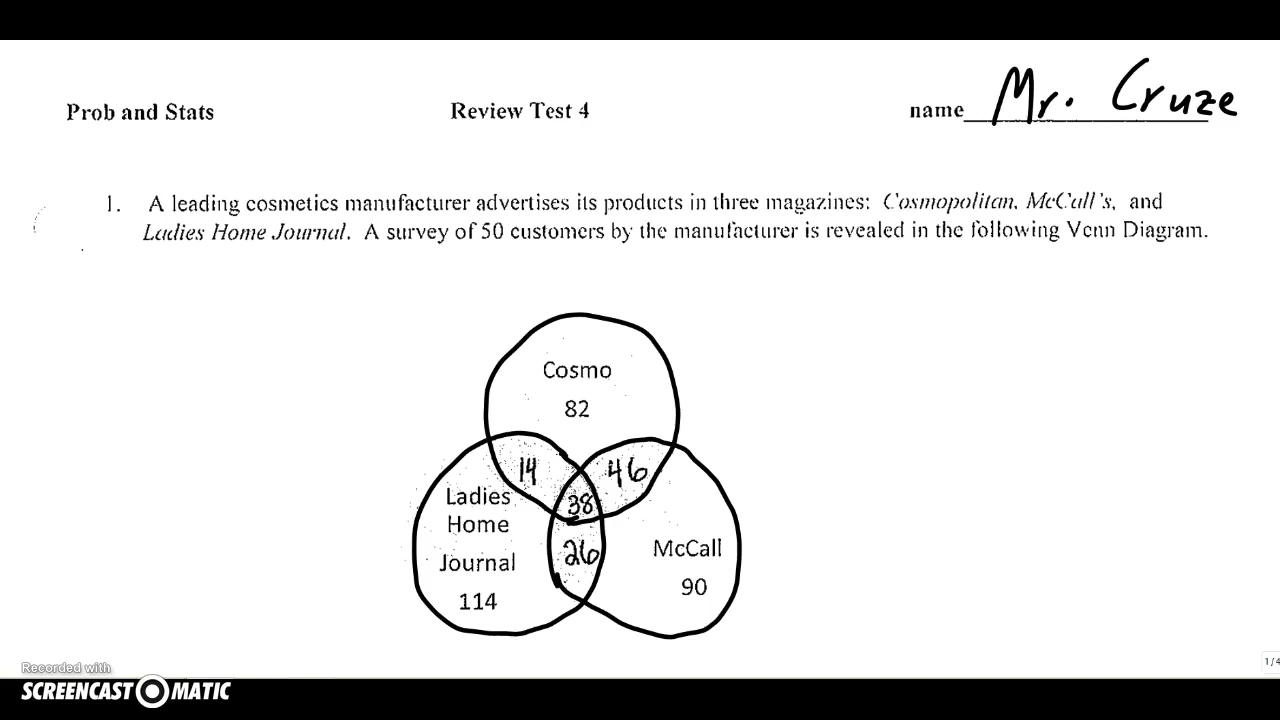 Prob and Stats Review Test 4 name Mr. Cruze
1. A leading cosmetics manufacturer advertises its products in three magazines: Cosmopolitan, McCall's, and
Ladies Home Journal. A survey of 50 customers by the manufacturer is revealed in the following Venn Diagram.
Cosmo
82
14
46
38
Ladies
Home
Journal
114
26
McCall
90
Recorded with
SCREENCAST O MATIC
1/4